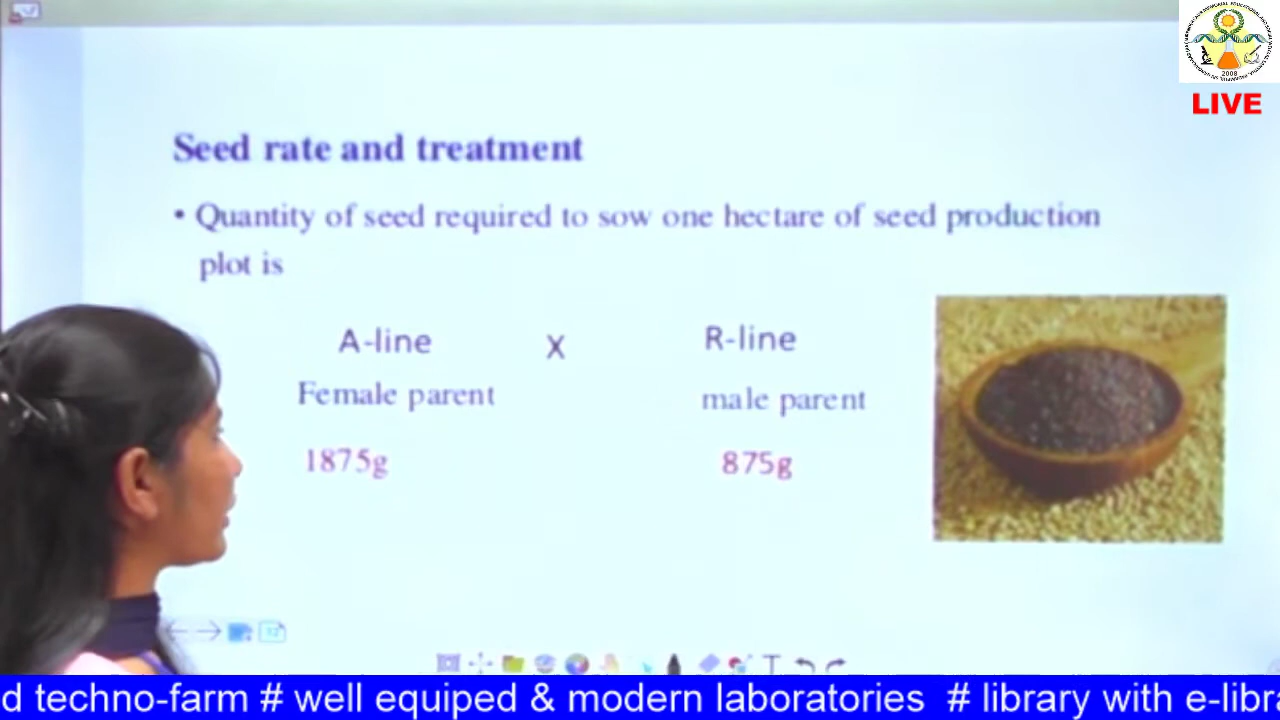 LIVE
2008
Seed rate and treatment
• Quantity of seed required to sow one hectare of seed production
plot is
A-line X R-line
Female parent male parent
1875g 875g
d techno-farm # well equiped & modern laboratories # library with e-libra